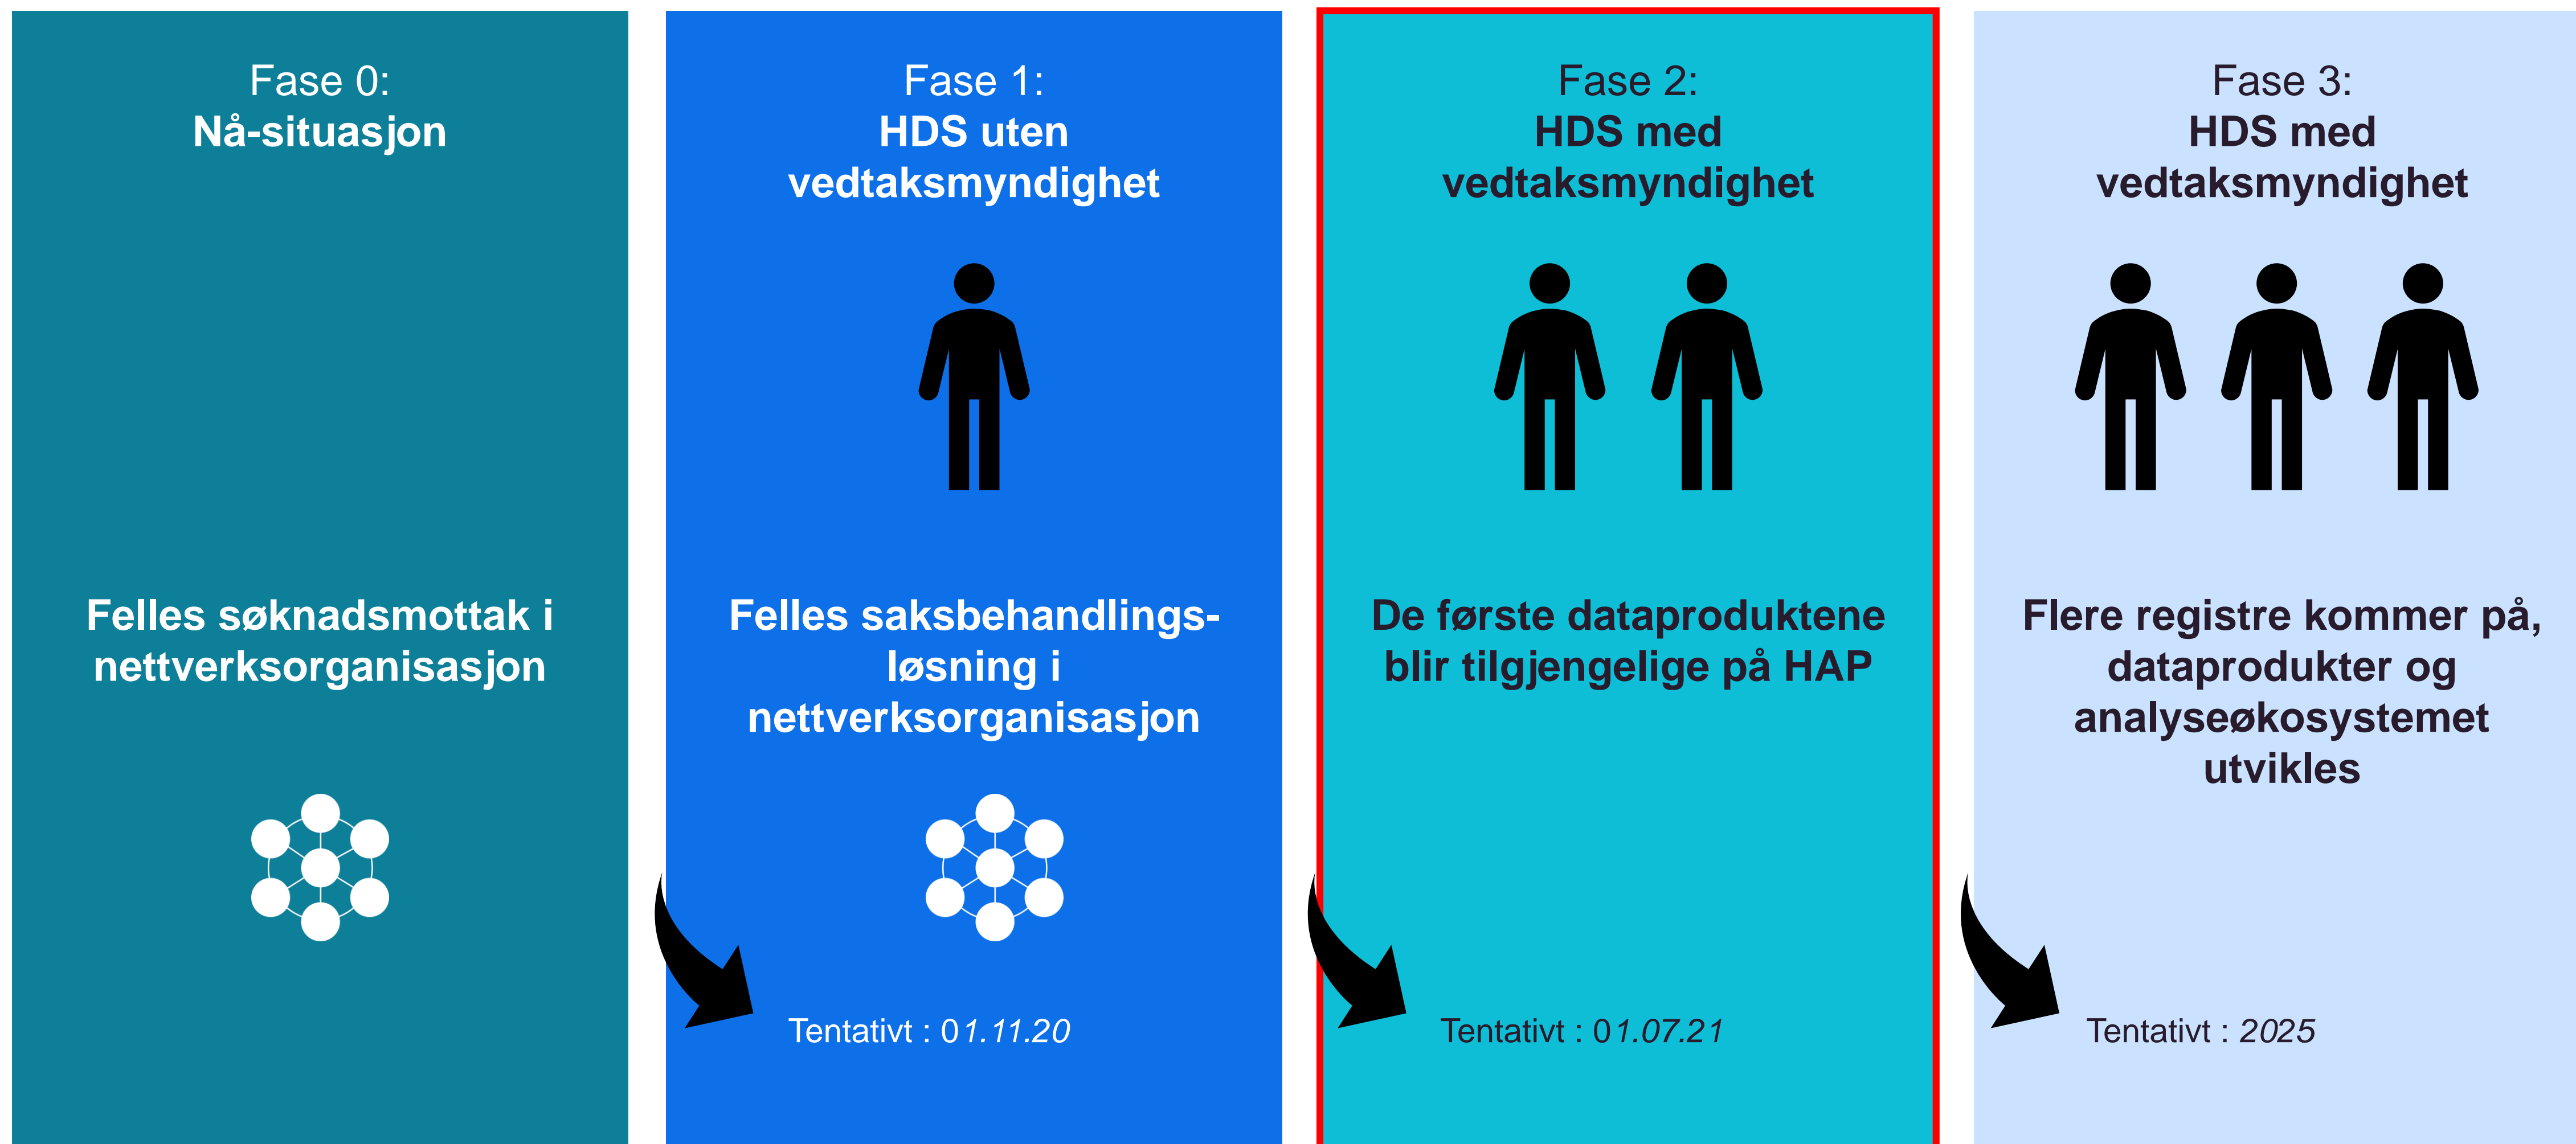 Fase 0:
Nå-situasjon
Felles søknadsmottak i
nettverksorganisasjon
Fase 1:
HDS uten
vedtaksmyndighet
Felles saksbehandlings-
løsning i
nettverksorganisasjon
Tentativt : 01.11.20
Fase 2:
HDS med
vedtaksmyndighet
De første dataproduktene
blir tilgjengelige på HAP
Tentativt : 01.07.21
Fase 3:
HDS med
vedtaksmyndighet
Flere registre kommer på,
dataprodukter og
analyseøkosystemet
utvikles
Tentativt : 2025